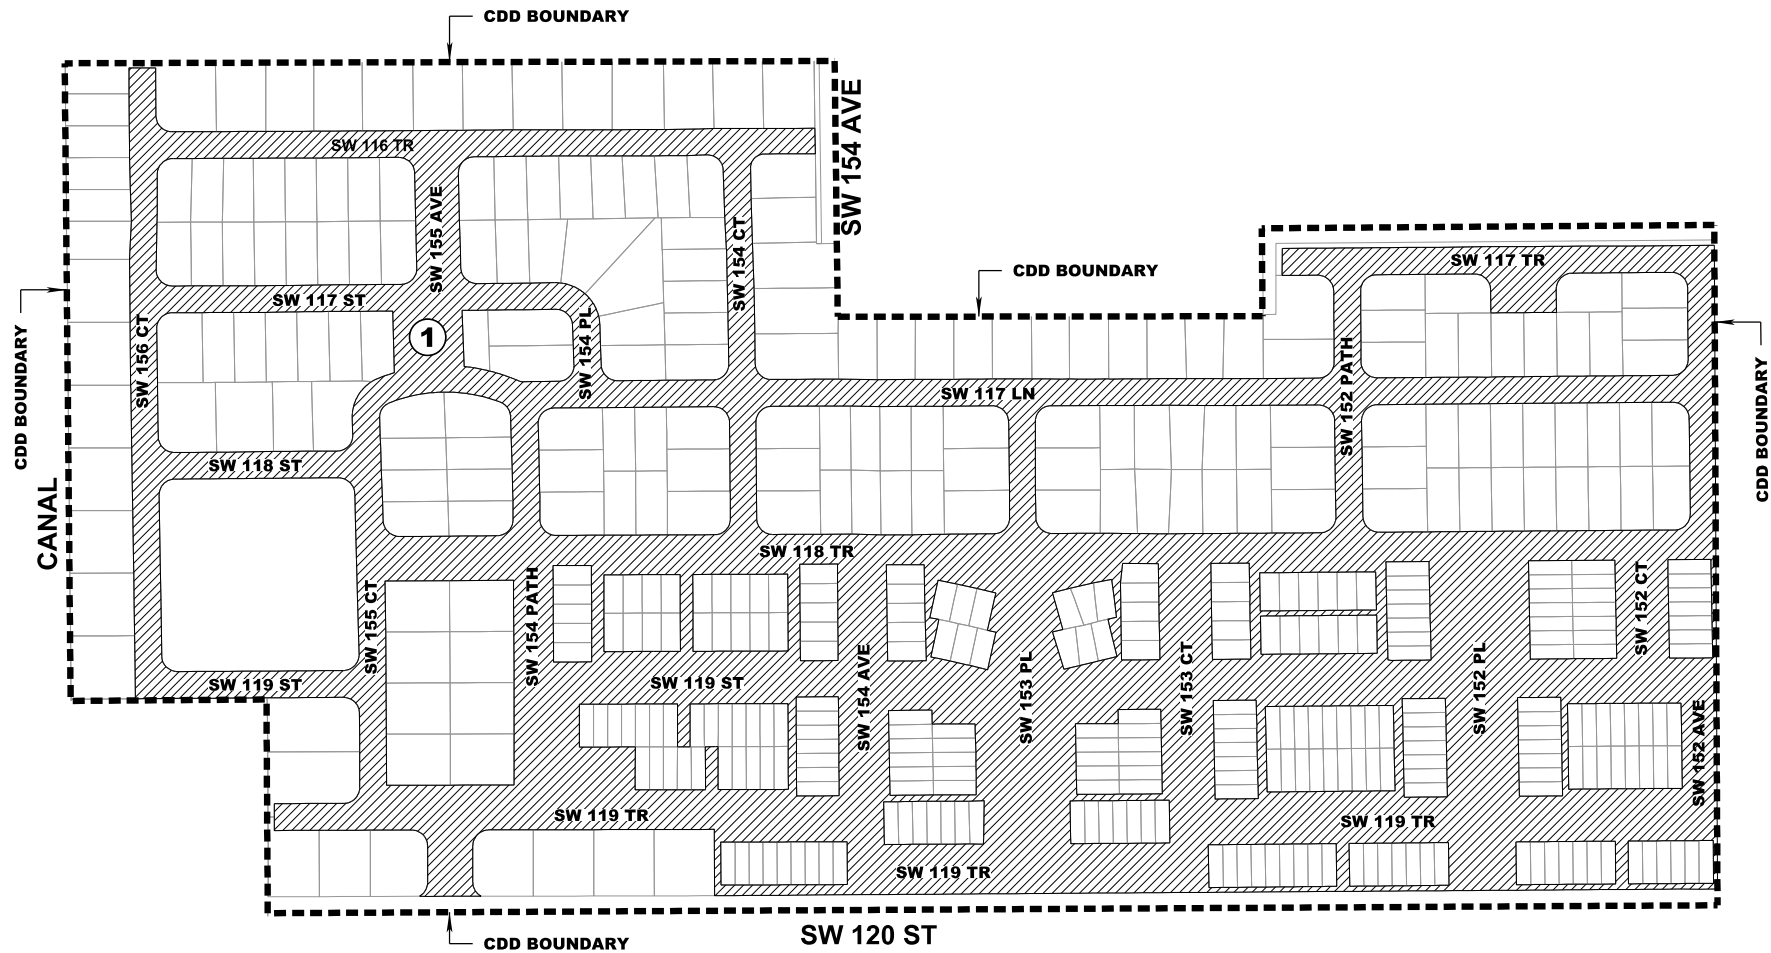 CDD BOUNDARY
SW 154 AVE
SW 116 TR
SW 155 AVE
SW 154 CT
CDD BOUNDARY
SW 117 TR
SW 117 ST
CDD BOUNDARY
SW 156 CT
1
SW 154 PL
SW 117 LN
SW 152 PATH
CDD BOUNDARY
SW 118 ST
CANAL
SW 118 TR
SW 155 CT
SW 154 PATH
SW 152 CT
SW 119 ST
SW 119 ST
SW 154 AVE
SW 153 PL
SW 153 CT
SW 152 PL
SW 152 AVE
SW 119 TR
SW 119 TR
SW 119 TR
CDD BOUNDARY
SW 120 ST